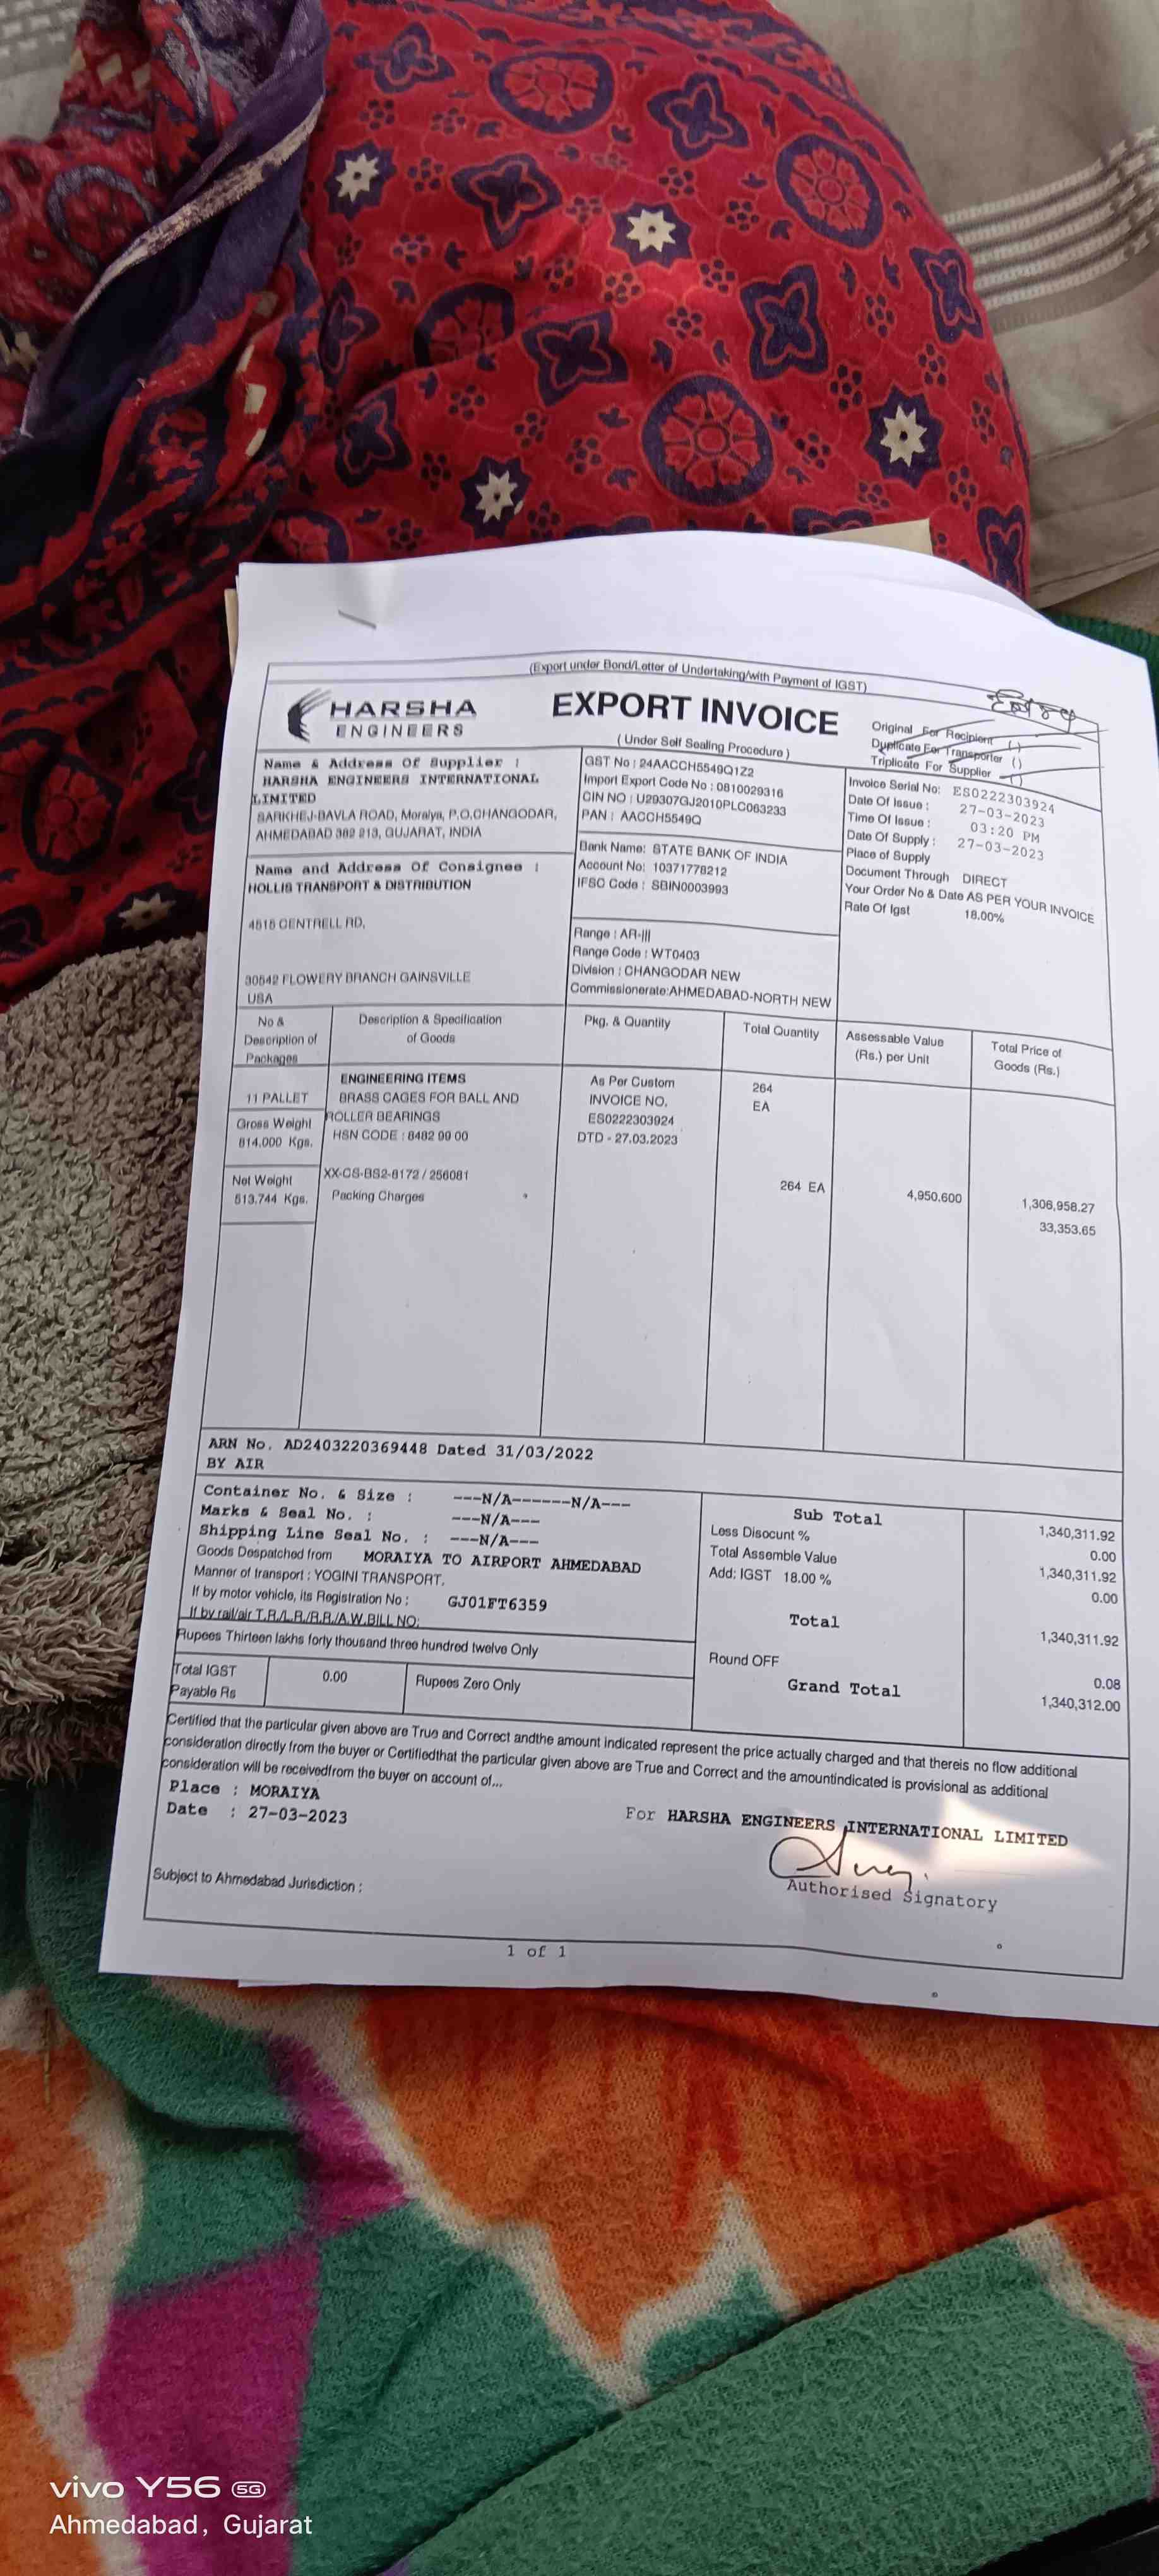 (Export under Bond/Letter of Undertaking/with Payment of IGST)
HARSHA
ENGINEERS
EXPORT INVOICE
( Under Self Sealing Procedure )
Original For Recipient ( )
Duplicate For Transporter ( )
Triplicate For Supplier ( )
Name & Address Of Supplier :
HARSHA ENGINEERS INTERNATIONAL
LIMITED
SARKHEJ-BAVLA ROAD, Moraiya, P.O.CHANGODAR,
AHMEDABAD 382 213, GUJARAT, INDIA
GST No : 24AACCH5549Q1Z2
Import Export Code No : 0810029316
CIN NO : U29307GJ2010PLC063233
PAN : AACCH5549Q
Invoice Serial No: ES0222303924
Date Of Issue : 27-03-2023
Time Of Issue : 03:20 PM
Date Of Supply : 27-03-2023
Place of Supply
Document Through DIRECT
Your Order No & Date AS PER YOUR INVOICE
Rate Of Igst 18.00%
Bank Name: STATE BANK OF INDIA
Account No: 10371778212
IFSC Code : SBIN0003993
Name and Address Of Consignee :
HOLLIS TRANSPORT & DISTRIBUTION
4515 CENTRELL RD,
30542 FLOWERY BRANCH GAINSVILLE
USA
Range : AR-III
Range Code : WT0403
Division : CHANGODAR NEW
Commissionerate:AHMEDABAD-NORTH NEW
No &
Description of
Packages
Description & Specification
of Goods
Pkg. & Quantity
Total Quantity
Assessable Value
(Rs.) per Unit
Total Price of
Goods (Rs.)
11 PALLET
Gross Weight
814.000 Kgs.
Net Weight
513.744 Kgs.
ENGINEERING ITEMS
BRASS CAGES FOR BALL AND
ROLLER BEARINGS
HSN CODE : 8482 99 00
XX-CS-BS2-8172 / 256081
Packing Charges
As Per Custom
INVOICE NO.
ES0222303924
DTD - 27.03.2023
264
EA
264 EA
4,950.600
1,306,958.27
33,353.65
ARN No. AD2403220369448 Dated 31/03/2022
BY AIR
Container No. & Size : ---N/A------N/A---
Marks & Seal No. : ---N/A---
Shipping Line Seal No. : ---N/A---
Goods Despatched from MORAIYA TO AIRPORT AHMEDABAD
Manner of transport : YOGINI TRANSPORT.
If by motor vehicle, its Registration No : GJ01FT6359
If by rail/air T.R/L.R./R.R/A.W.BILL NO:
Rupees Thirteen lakhs forty thousand three hundred twelve Only
Total IGST
Payable Rs
0.00
Rupees Zero Only
Sub Total 1,340,311.92
Less Disocunt % 0.00
Total Assemble Value 1,340,311.92
Add: IGST 18.00 % 0.00
Total 1,340,311.92
Round OFF 0.08
Grand Total 1,340,312.00
Certified that the particular given above are True and Correct andthe amount indicated represent the price actually charged and that thereis no flow additional
consideration directly from the buyer or Certifiedthat the particular given above are True and Correct and the amountindicated is provisional as additional
consideration will be receivedfrom the buyer on account of...
Place : MORAIYA
Date : 27-03-2023
For HARSHA ENGINEERS INTERNATIONAL LIMITED
Authorised Signatory
Subject to Ahmedabad Jurisdiction :
1 of 1
vivo Y56 5G
Ahmedabad, Gujarat